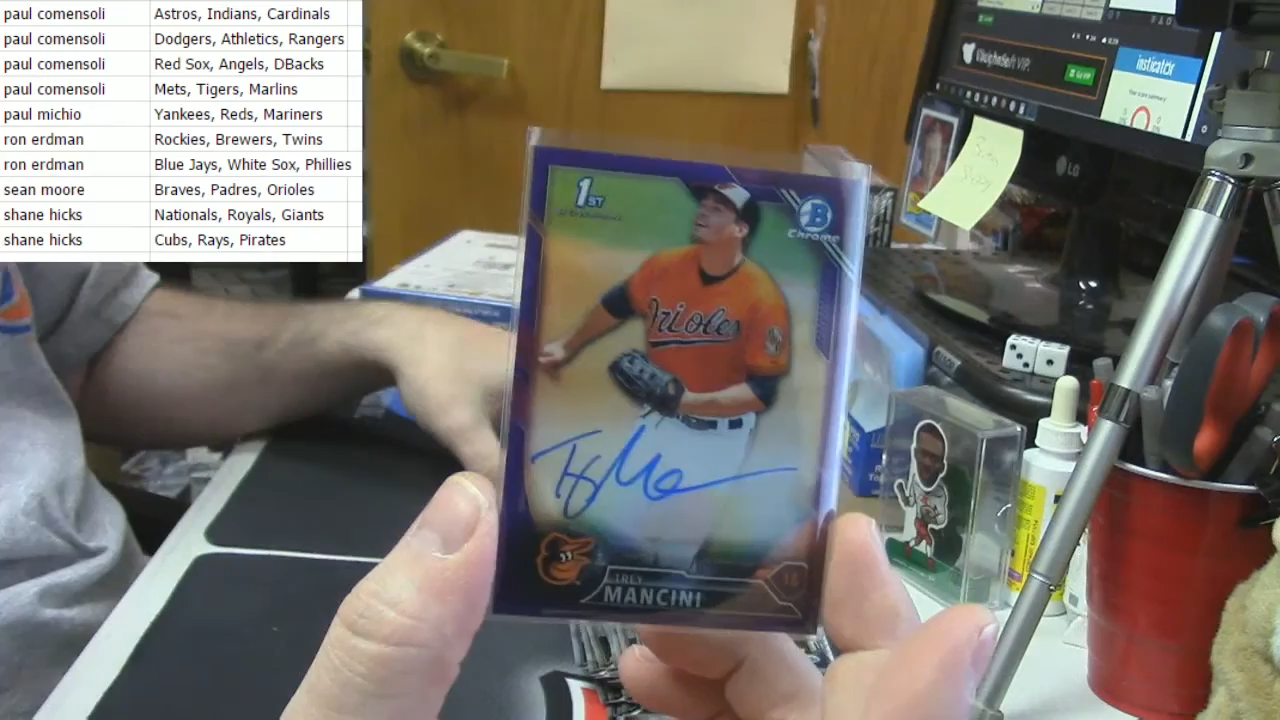 paul comensoli Astros, Indians, Cardinals
paul comensoli Dodgers, Athletics, Rangers
paul comensoli Red Sox, Angels, DBacks
paul comensoli Mets, Tigers, Marlins
paul michio Yankees, Reds, Mariners
ron erdman Rockies, Brewers, Twins
ron erdman Blue Jays, White Sox, Phillies
sean moore Braves, Padres, Orioles
shane hicks Nationals, Royals, Giants
shane hicks Cubs, Rays, Pirates
insticator
LG
1ST
B
Chrome
Orioles
TREY
MANCINI